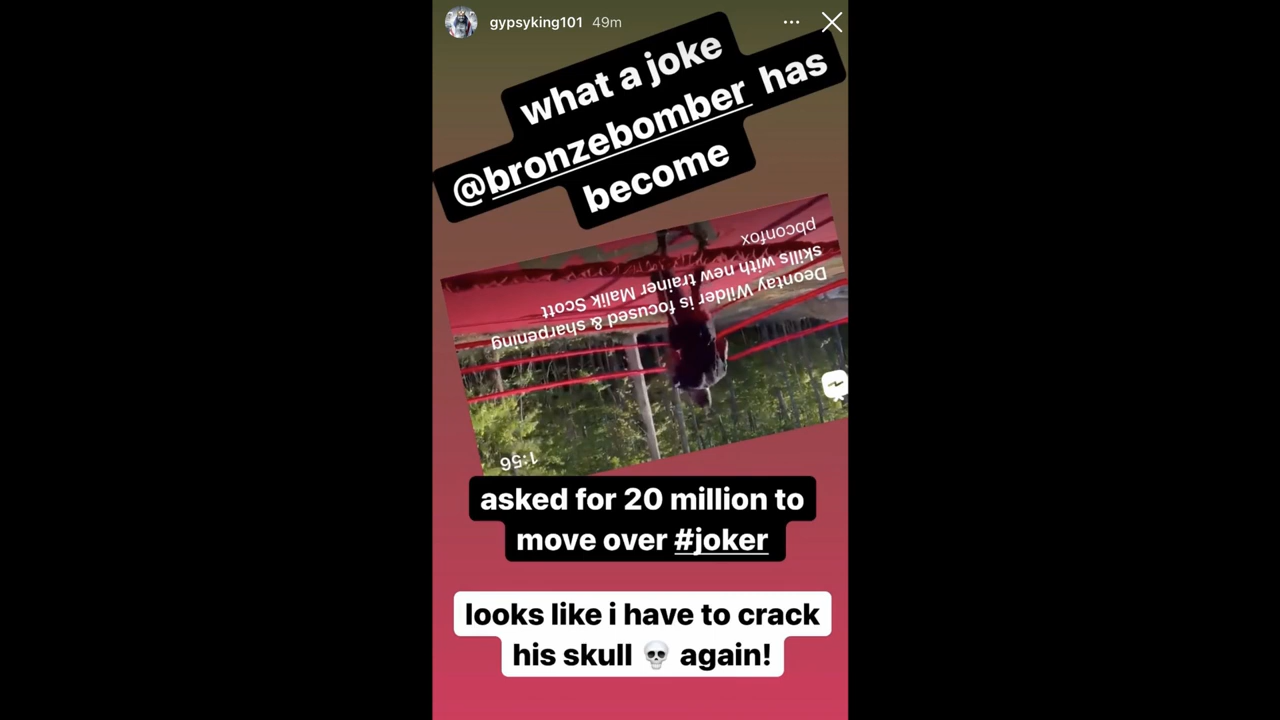 gypsyking101 49m
what a joke
@bronzebomber has
become
pbconfox
Deontay Wilder is focused & sharpening
skills with new trainer Malik Scott
1:56
asked for 20 million to
move over #joker
looks like i have to crack
his skull 💀 again!